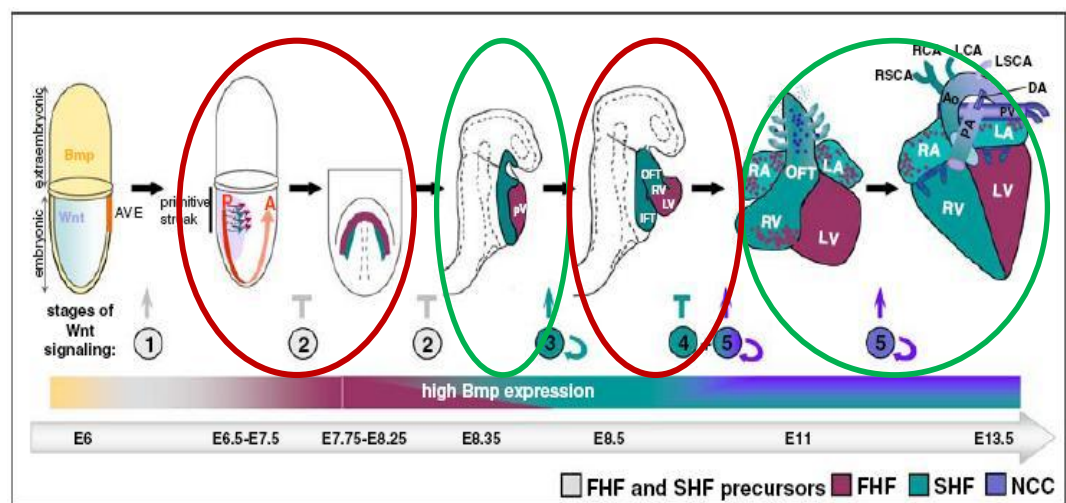 RCA LCA
LSCA
RSCA
DA
Ao
PV
PA
extraembryonic
Bmp
LA
RA
OFT
RV
LV
pV
IFT
RA
LA
OFT
RV
LV
RV
LV
embryonic
Wnt
AVE
primitive
streak
P
A
stages of
Wnt
signaling:
1
2
2
3
4
+
5
5
high Bmp expression
E6
E6.5-E7.5
E7.75-E8.25
E8.35
E8.5
E11
E13.5
FHF and SHF precursors
FHF
SHF
NCC